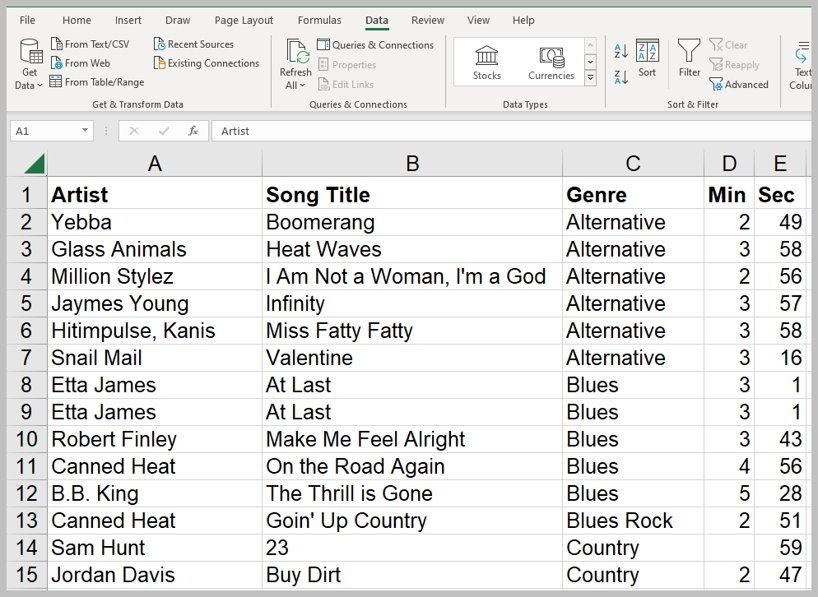 File Home Insert Draw Page Layout Formulas Data Review View Help
Get Data
From Text/CSV
From Web
From Table/Range
Recent Sources
Existing Connections
Get & Transform Data
Refresh All
Queries & Connections
Properties
Edit Links
Queries & Connections
Stocks
Currencies
Data Types
A Z
Z A
Z A A Z
Sort
Filter
Clear
Reapply
Advanced
Sort & Filter
A1 fx Artist
A B C D E
1 Artist Song Title Genre Min Sec
2 Yebba Boomerang Alternative 2 49
3 Glass Animals Heat Waves Alternative 3 58
4 Million Stylez I Am Not a Woman, I'm a God Alternative 2 56
5 Jaymes Young Infinity Alternative 3 57
6 Hitimpulse, Kanis Miss Fatty Fatty Alternative 3 58
7 Snail Mail Valentine Alternative 3 16
8 Etta James At Last Blues 3 1
9 Etta James At Last Blues 3 1
10 Robert Finley Make Me Feel Alright Blues 3 43
11 Canned Heat On the Road Again Blues 4 56
12 B.B. King The Thrill is Gone Blues 5 28
13 Canned Heat Goin' Up Country Blues Rock 2 51
14 Sam Hunt 23 Country 59
15 Jordan Davis Buy Dirt Country 2 47